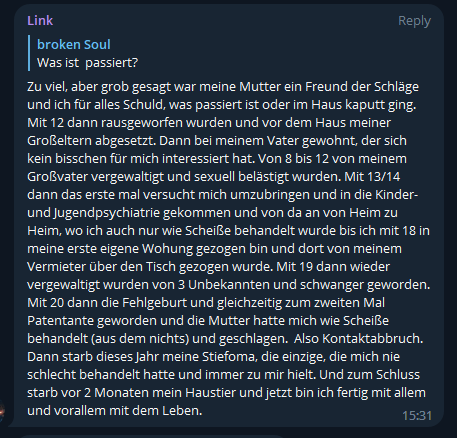 Link
Reply
broken Soul
Was ist passiert?
Zu viel, aber grob gesagt war meine Mutter ein Freund der Schläge
und ich für alles Schuld, was passiert ist oder im Haus kaputt ging.
Mit 12 dann rausgeworfen wurden und vor dem Haus meiner
Großeltern abgesetzt. Dann bei meinem Vater gewohnt, der sich
kein bisschen für mich interessiert hat. Von 8 bis 12 von meinem
Großvater vergewaltigt und sexuell belästigt wurden. Mit 13/14
dann das erste mal versucht mich umzubringen und in die Kinder-
und Jugendpsychiatrie gekommen und von da an von Heim zu
Heim, wo ich auch nur wie Scheiße behandelt wurde bis ich mit 18 in
meine erste eigene Wohung gezogen bin und dort von meinem
Vermieter über den Tisch gezogen wurde. Mit 19 dann wieder
vergewaltigt wurden von 3 Unbekannten und schwanger geworden.
Mit 20 dann die Fehlgeburt und gleichzeitig zum zweiten Mal
Patentante geworden und die Mutter hatte mich wie Scheiße
behandelt (aus dem nichts) und geschlagen. Also Kontaktabbruch.
Dann starb dieses Jahr meine Stiefoma, die einzige, die mich nie
schlecht behandelt hatte und immer zu mir hielt. Und zum Schluss
starb vor 2 Monaten mein Haustier und jetzt bin ich fertig mit allem
und vorallem mit dem Leben.
15:31